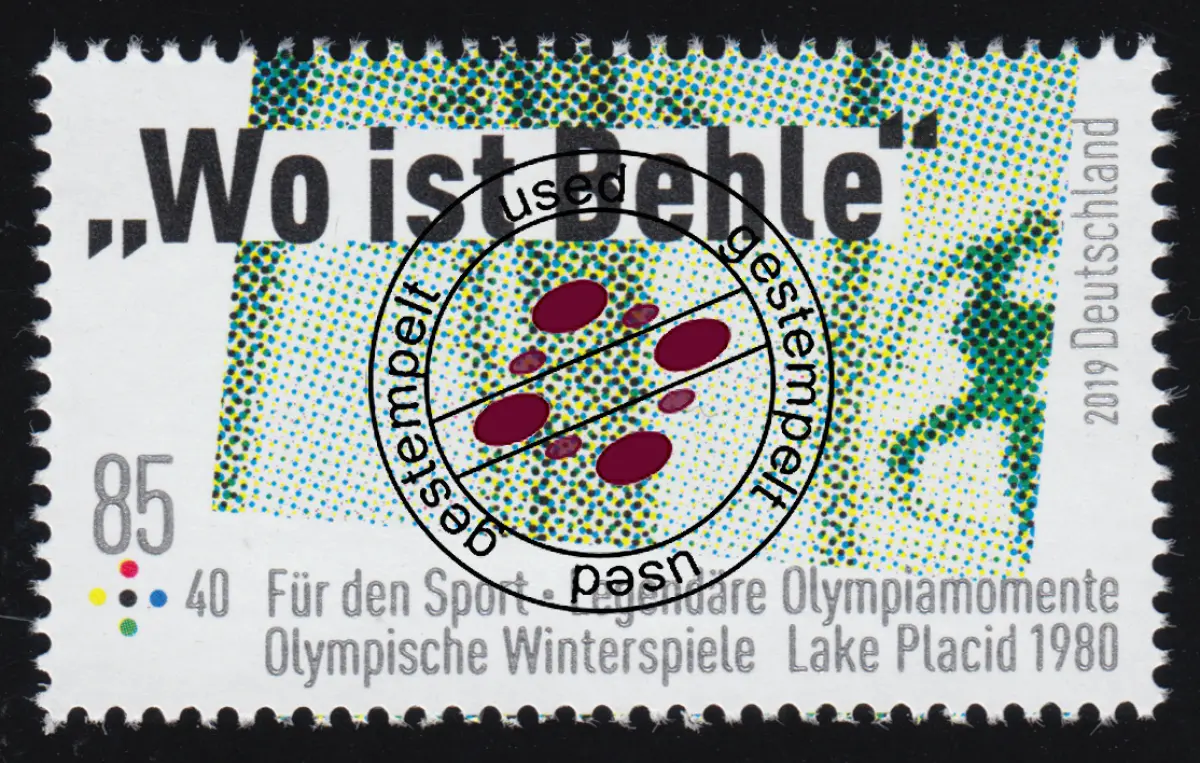 „Wo ist Behle“
2019 Deutschland
used
gestempelt
used
gestempelt
85
40
Für den Sport · Legendäre Olympiamomente
Olympische Winterspiele Lake Placid 1980